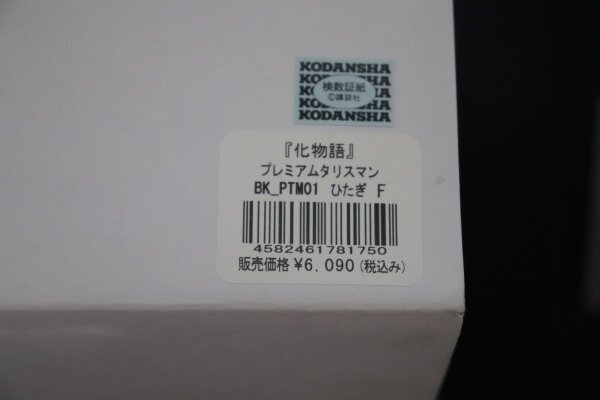 KODANSHA
KODANSHA
検数証紙
©講談社
KODANSHA
KODANSHA
『化物語』
プレミアムタリスマン
BK_PTM01 ひたぎ F
4582461781750
販売価格 ¥6,090 (税込み)